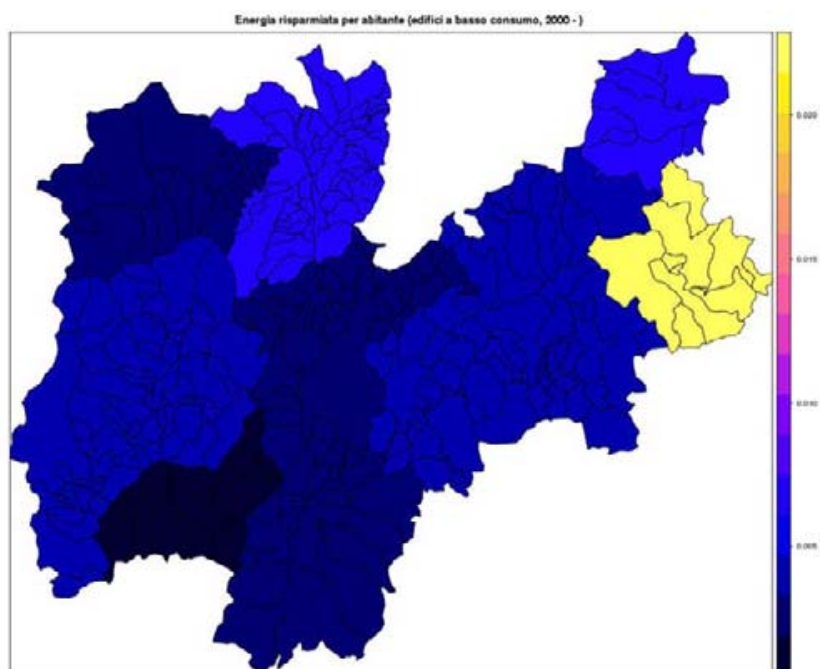 Energia risparmiata per abitante (edifici a basso consumo, 2000 - )
0.020
0.015
0.010
0.005